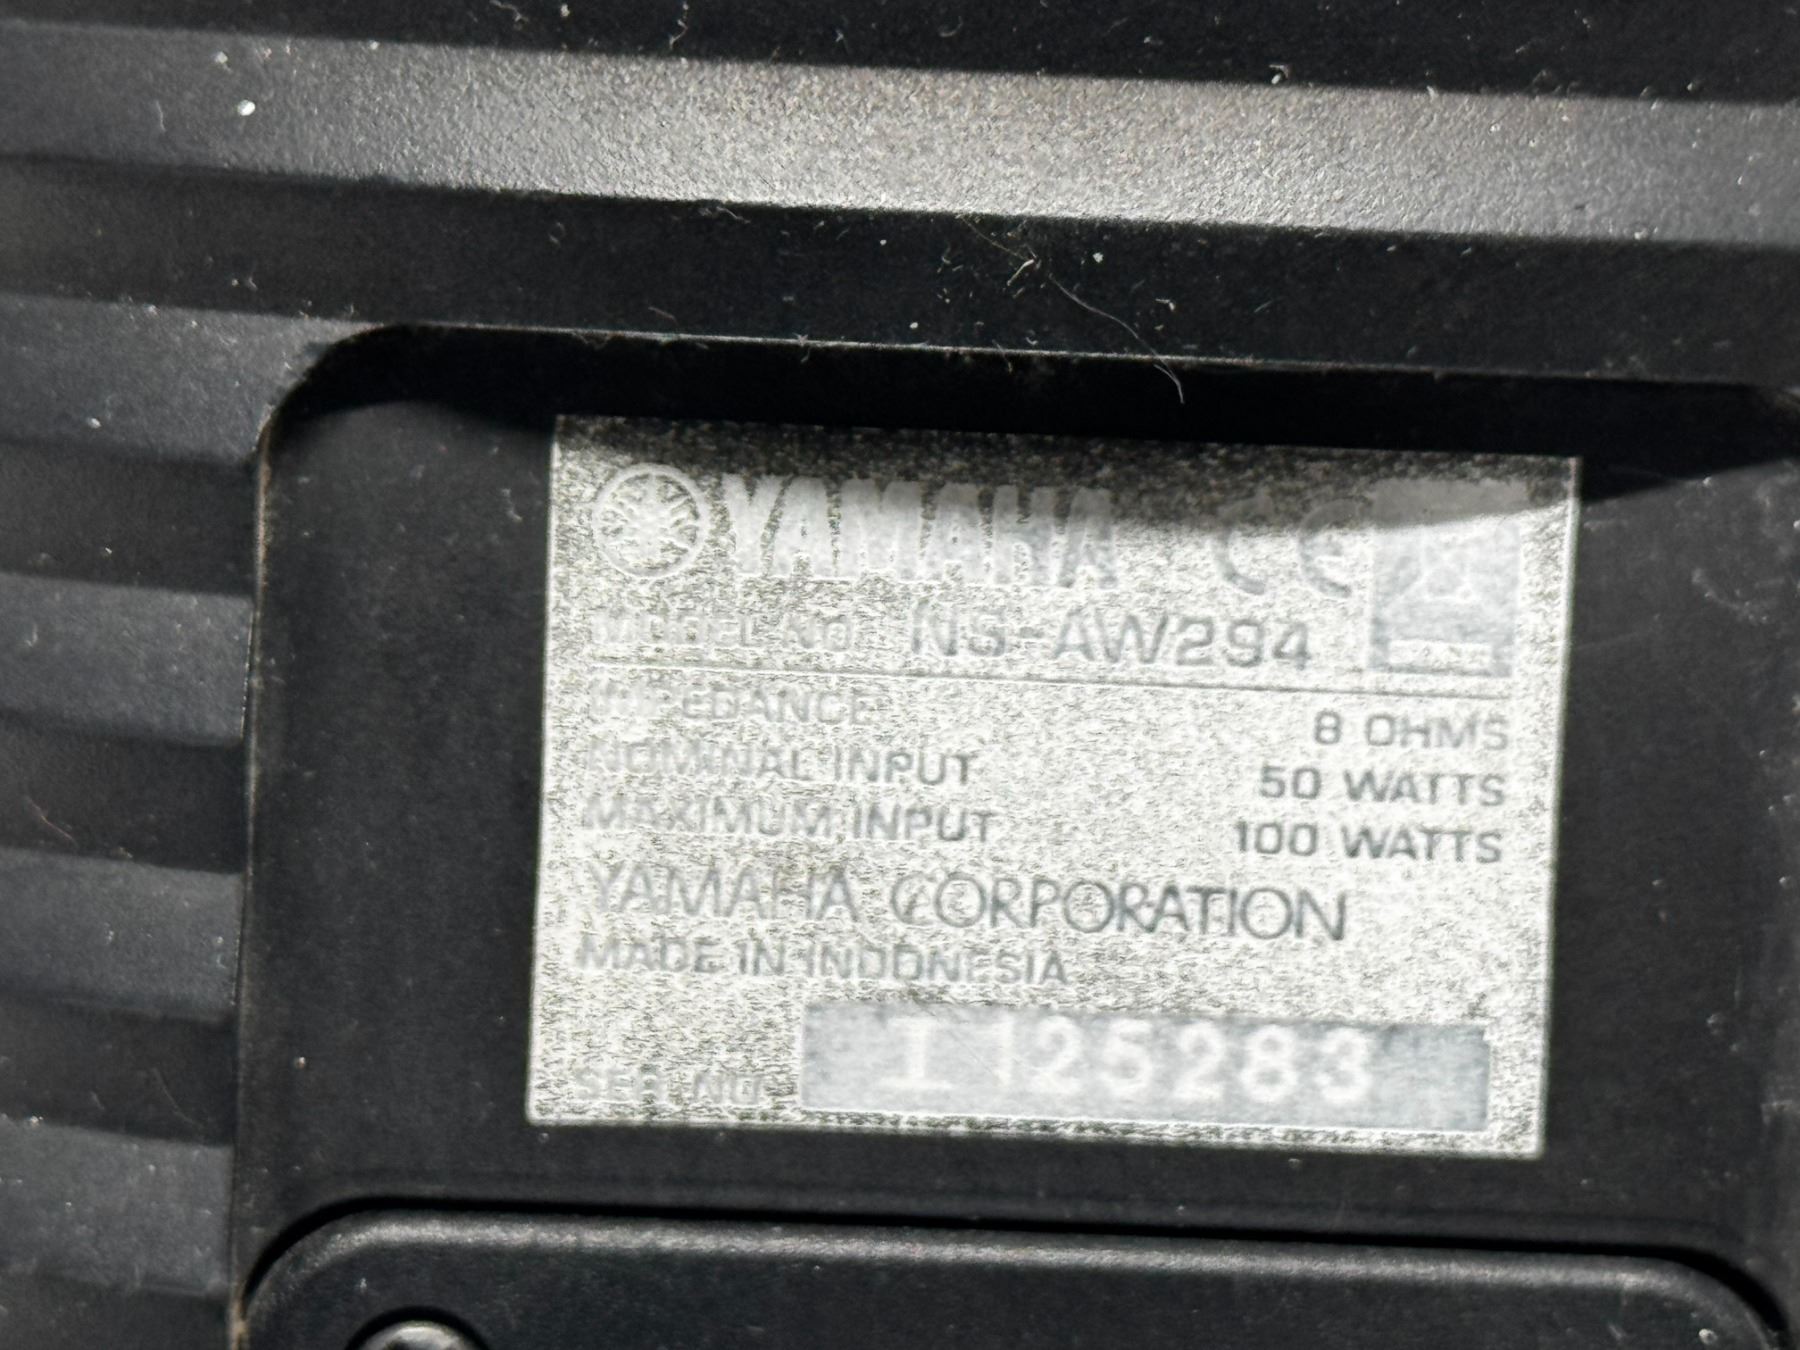 YAMAHA CE
MODEL NO. NS-AW294
IMPEDANCE 8 OHMS
NOMINAL INPUT 50 WATTS
MAXIMUM INPUT 100 WATTS
YAMAHA CORPORATION
MADE IN INDONESIA
SER. NO. I 125283